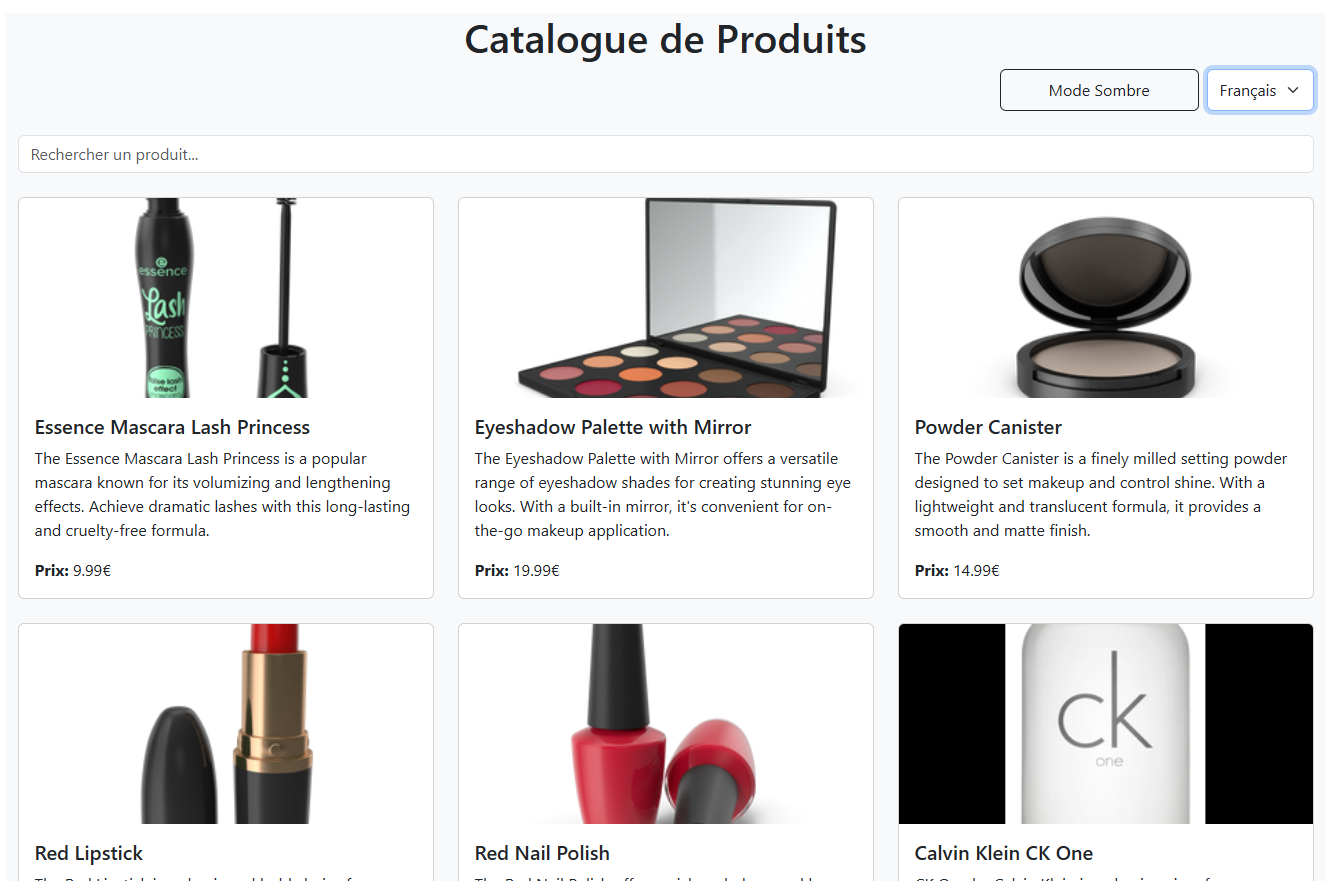 Catalogue de Produits
Mode Sombre
Français
Rechercher un produit...
essence
Lash
PRINCESS
false lash
effect
Essence Mascara Lash Princess
The Essence Mascara Lash Princess is a popular
mascara known for its volumizing and lengthening
effects. Achieve dramatic lashes with this long-lasting
and cruelty-free formula.
Prix: 9.99€
Eyeshadow Palette with Mirror
The Eyeshadow Palette with Mirror offers a versatile
range of eyeshadow shades for creating stunning eye
looks. With a built-in mirror, it's convenient for on-
the-go makeup application.
Prix: 19.99€
Powder Canister
The Powder Canister is a finely milled setting powder
designed to set makeup and control shine. With a
lightweight and translucent formula, it provides a
smooth and matte finish.
Prix: 14.99€
C
Red Lipstick
Red Nail Polish
ck
one
Calvin Klein CK One